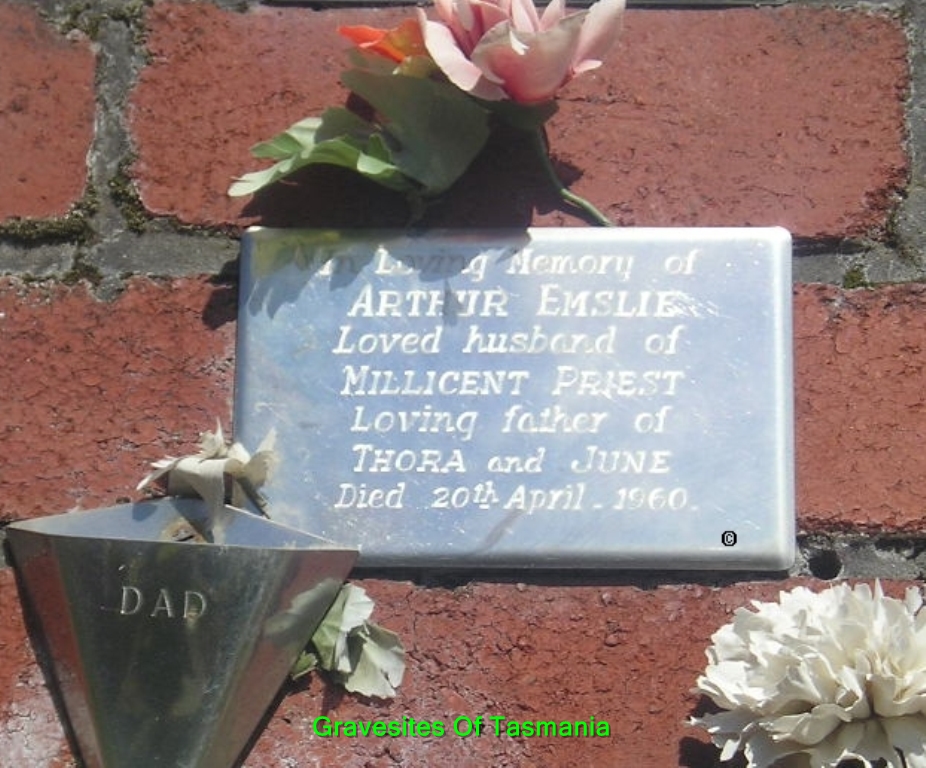 In Loving Memory of
ARTHUR EMSLIE
Loved husband of
MILLICENT PRIEST
Loving father of
THORA and JUNE
Died 20th April - 1960.
©
DAD
Gravesites Of Tasmania